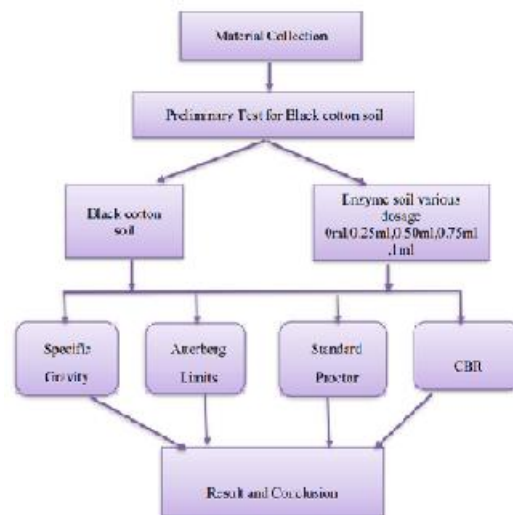 Material Collection
Preliminary Test for Black cotton soil
Black cotton
soil
Enzyme soil various
dosage
0ml,0.25ml,0.50ml,0.75ml
,1ml
Specific
Gravity
Atterberg
Limits
Standard
Proctor
CBR
Result and Conclusion